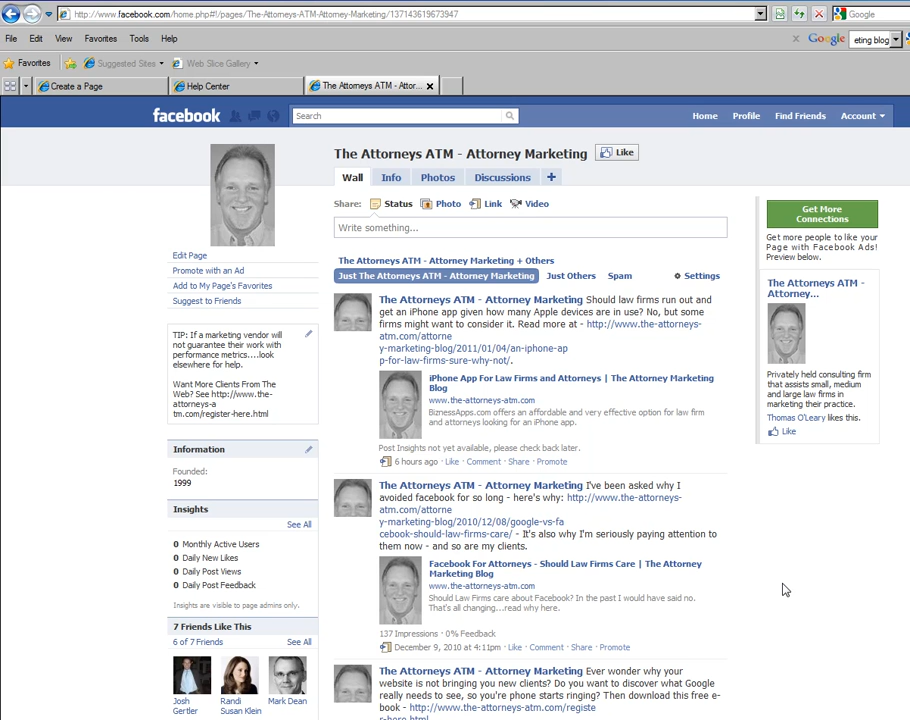 http://www.facebook.com/home.php#!/pages/The-Attorneys-ATM-Attorney-Marketing/137143619673947
Google
File Edit View Favorites Tools Help
x Google eting blog
Favorites Suggested Sites Web Slice Gallery
Create a Page Help Center The Attorneys ATM - Attor...
facebook Search Home Profile Find Friends Account
The Attorneys ATM - Attorney Marketing Like
Wall Info Photos Discussions +
Share: Status Photo Link Video
Write something...
Edit Page
Promote with an Ad
Add to My Page's Favorites
Suggest to Friends
TIP: If a marketing vendor will
not guarantee their work with
performance metrics....look
elsewhere for help.
Want More Clients From The
Web? See http://www.the-
attorneys-a
tm.com/register-here.html
Information
Founded:
1999
Insights
See All
0 Monthly Active Users
0 Daily New Likes
0 Daily Post Views
0 Daily Post Feedback
Insights are visible to page admins only.
7 Friends Like This
6 of 7 Friends See All
Josh
Gertler
Randi
Susan Klein
Mark Dean
The Attorneys ATM - Attorney Marketing + Others
Just The Attorneys ATM - Attorney Marketing Just Others Spam Settings
The Attorneys ATM - Attorney Marketing Should law firms run out and
get an iPhone app given how many Apple devices are in use? No, but some
firms might want to consider it. Read more at - http://www.the-attorneys-
atm.com/attorne
y-marketing-blog/2011/01/04/an-iphone-ap
p-for-law-firms-sure-why-not/.
iPhone App For Law Firms and Attorneys | The Attorney Marketing
Blog
www.the-attorneys-atm.com
BiznessApps.com offers an affordable and very effective option for law firm
and attorneys looking for an iPhone app.
Post Insights not yet available, please check back later.
6 hours ago · Like · Comment · Share · Promote
The Attorneys ATM - Attorney Marketing I've been asked why I
avoided facebook for so long - here's why: http://www.the-attorneys-
atm.com/attorne
y-marketing-blog/2010/12/08/google-vs-fa
cebook-should-law-firms-care/ - It's also why I'm seriously paying attention to
them now - and so are my clients.
Facebook For Attorneys - Should Law Firms Care | The Attorney
Marketing Blog
www.the-attorneys-atm.com
Should Law Firms care about Facebook? In the past I would have said no.
That's all changing...read why here.
137 Impressions · 0% Feedback
December 9, 2010 at 4:11pm · Like · Comment · Share · Promote
The Attorneys ATM - Attorney Marketing Ever wonder why your
website is not bringing you new clients? Do you want to discover what Google
really needs to see, so you're phone starts ringing? Then download this free e-
book - http://www.the-attorneys-atm.com/registe
r-here.html
Get More
Connections
Get more people to like your
Page with Facebook Ads!
Preview below.
The Attorneys ATM -
Attorney...
Privately held consulting firm
that assists small, medium
and large law firms in
marketing their practice.
Thomas O'Leary likes this.
Like